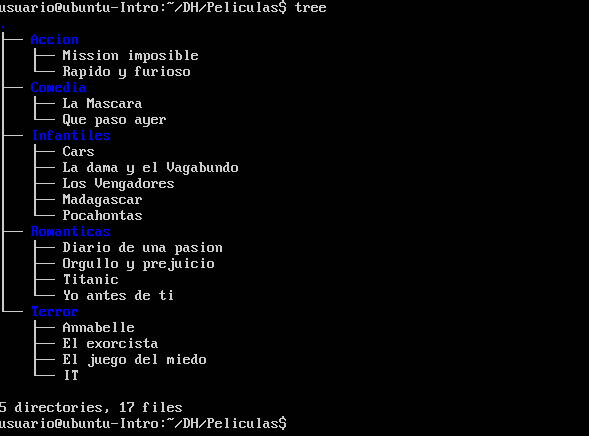 usuario@ubuntu-Intro:~/DH/Peliculas$ tree
.
├── Accion
│   ├── Mission imposible
│   └── Rapido y furioso
├── Comedia
│   ├── La Mascara
│   └── Que paso ayer
├── Infantiles
│   ├── Cars
│   ├── La dama y el Vagabundo
│   ├── Los Vengadores
│   ├── Madagascar
│   └── Pocahontas
├── Romanticas
│   ├── Diario de una pasion
│   ├── Orgullo y prejuicio
│   ├── Titanic
│   └── Yo antes de ti
└── Terror
    ├── Annabelle
    ├── El exorcista
    ├── El juego del miedo
    └── IT
5 directories, 17 files
usuario@ubuntu-Intro:~/DH/Peliculas$